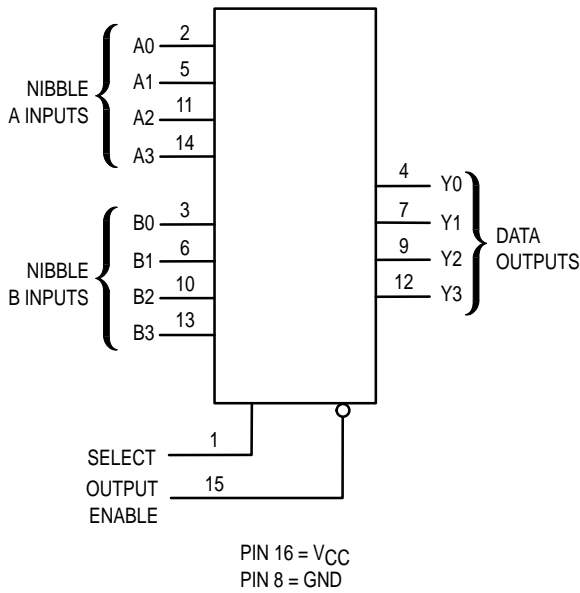 A0 2
A1 5
A2 11
A3 14
NIBBLE
A INPUTS
B0 3
B1 6
B2 10
B3 13
NIBBLE
B INPUTS
4 Y0
7 Y1
9 Y2
12 Y3
DATA
OUTPUTS
SELECT 1
OUTPUT 15
ENABLE
PIN 16 = VCC
PIN 8 = GND